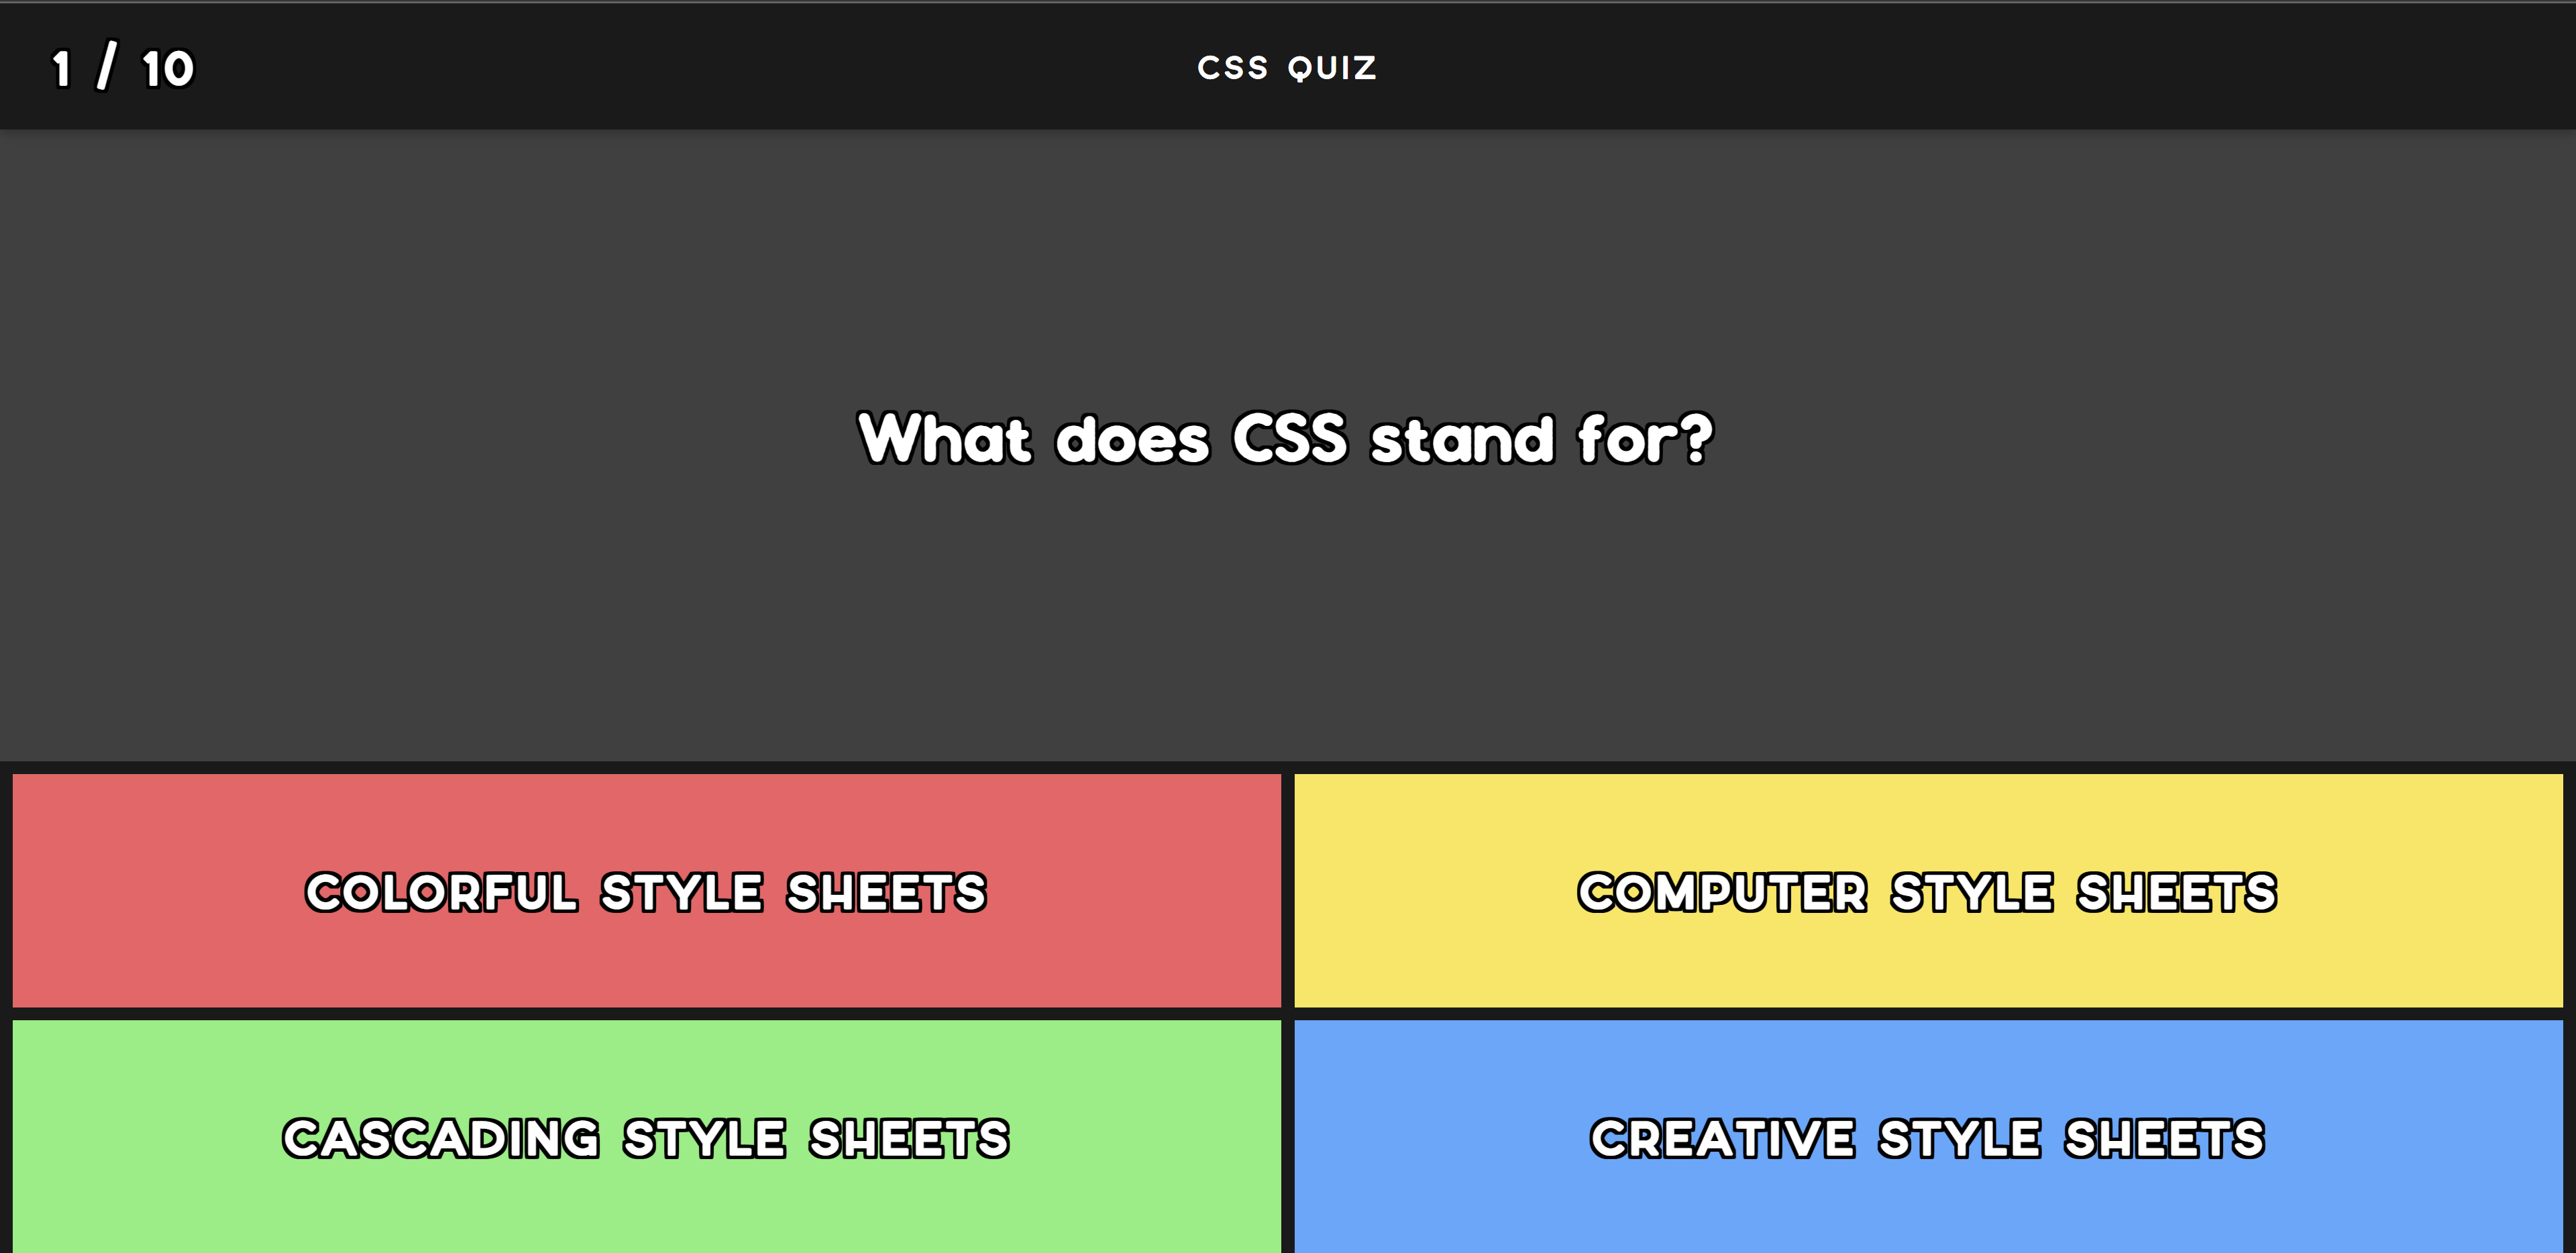 1 / 10
CSS QUIZ
What does CSS stand for?
COLORFUL STYLE SHEETS
COMPUTER STYLE SHEETS
CASCADING STYLE SHEETS
CREATIVE STYLE SHEETS